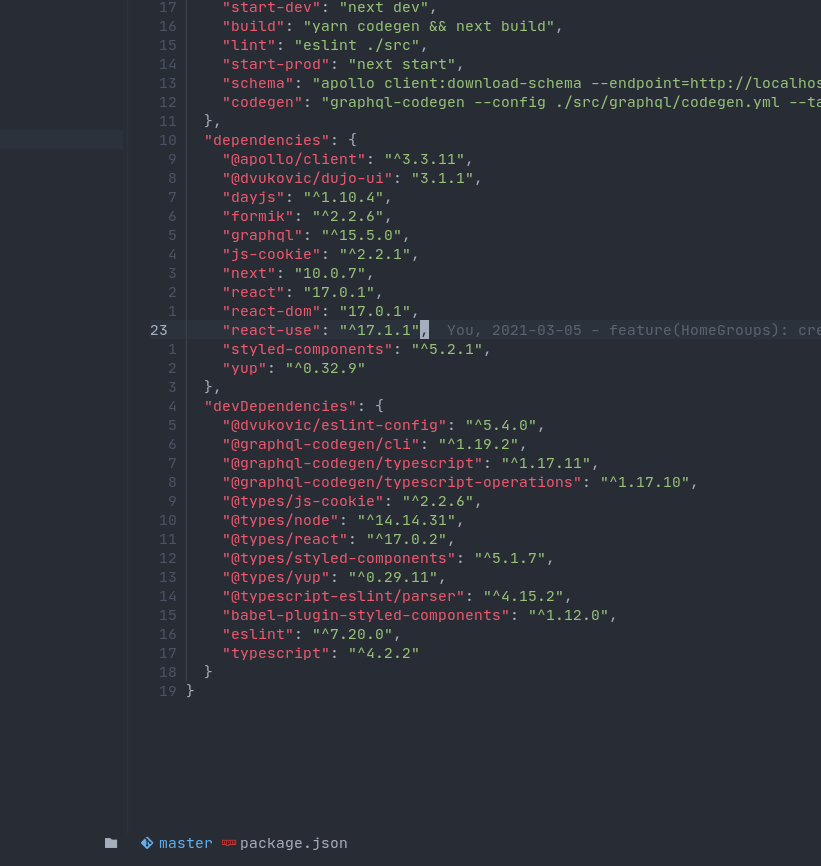 17 "start-dev": "next dev",
16 "build": "yarn codegen && next build",
15 "lint": "eslint ./src",
14 "start-prod": "next start",
13 "schema": "apollo client:download-schema --endpoint=http://localhos
12 "codegen": "graphql-codegen --config ./src/graphql/codegen.yml --ta
11 },
10 "dependencies": {
9 "@apollo/client": "^3.3.11",
8 "@dvukovic/dujo-ui": "3.1.1",
7 "dayjs": "^1.10.4",
6 "formik": "^2.2.6",
5 "graphql": "^15.5.0",
4 "js-cookie": "^2.2.1",
3 "next": "10.0.7",
2 "react": "17.0.1",
1 "react-dom": "17.0.1",
23 "react-use": "^17.1.1", You, 2021-03-05 - feature(HomeGroups): cre
1 "styled-components": "^5.2.1",
2 "yup": "^0.32.9"
3 },
4 "devDependencies": {
5 "@dvukovic/eslint-config": "^5.4.0",
6 "@graphql-codegen/cli": "^1.19.2",
7 "@graphql-codegen/typescript": "^1.17.11",
8 "@graphql-codegen/typescript-operations": "^1.17.10",
9 "@types/js-cookie": "^2.2.6",
10 "@types/node": "^14.14.31",
11 "@types/react": "^17.0.2",
12 "@types/styled-components": "^5.1.7",
13 "@types/yup": "^0.29.11",
14 "@typescript-eslint/parser": "^4.15.2",
15 "babel-plugin-styled-components": "^1.12.0",
16 "eslint": "^7.20.0",
17 "typescript": "^4.2.2"
18 }
19 }
master package.json